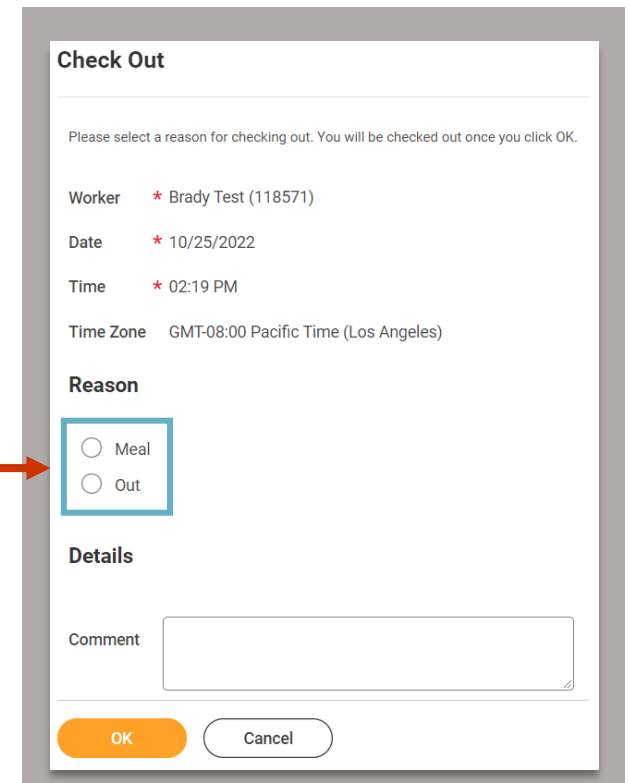 Check Out
Please select a reason for checking out. You will be checked out once you click OK.
Worker * Brady Test (118571)
Date * 10/25/2022
Time * 02:19 PM
Time Zone GMT-08:00 Pacific Time (Los Angeles)
Reason
Meal
Out
Details
Comment
OK Cancel